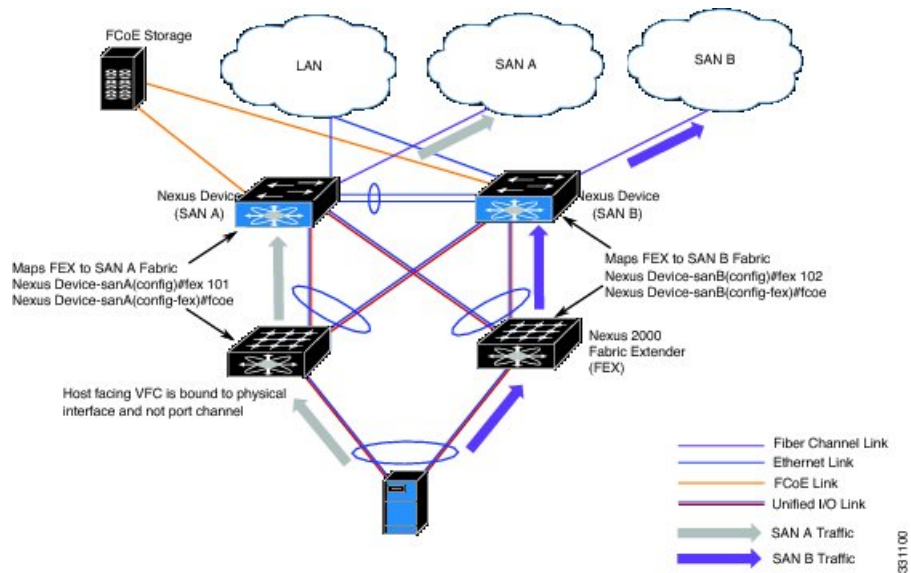 FCoE Storage
LAN
SAN A
SAN B
Nexus Device
(SAN A)
Nexus Device
(SAN B)
Maps FEX to SAN A Fabric
Nexus Device-sanA(config)#fex 101
Nexus Device-sanA(config-fex)#fcoe
Maps FEX to SAN B Fabric
Nexus Device-sanB(config)#fex 102
Nexus Device-sanB(config-fex)#fcoe
Nexus 2000
Fabric Extender
(FEX)
Host facing VFC is bound to physical
interface and not port channel
Fiber Channel Link
Ethernet Link
FCoE Link
Unified I/O Link
SAN A Traffic
SAN B Traffic
331100